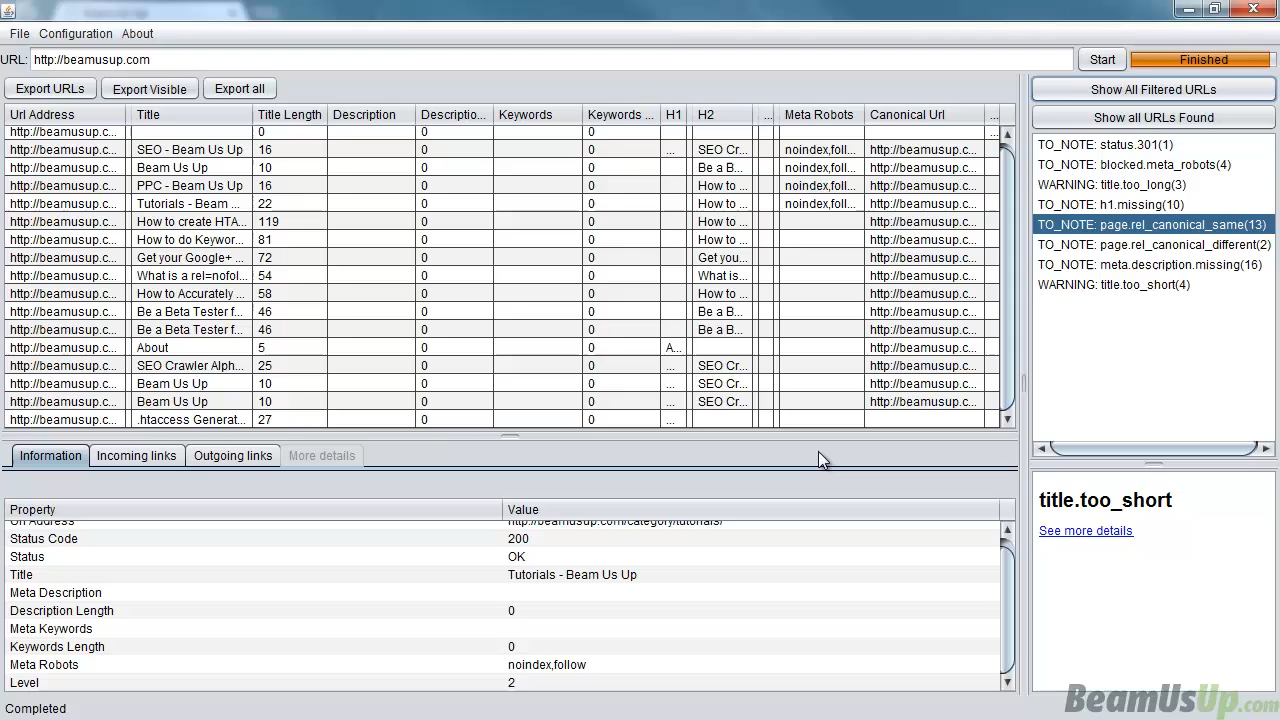 File Configuration About
URL: http://beamusup.com Start Finished
Export URLs Export Visible Export all
Show All Filtered URLs
Show all URLs Found
Url Address Title Title Length Description Descriptio... Keywords Keywords ... H1 H2 ... Meta Robots Canonical Url ...
http://beamusup.c... 0 0 0 ...
http://beamusup.c... SEO - Beam Us Up 16 0 0 ... SEO Cr... noindex,foll... http://beamusup.c...
http://beamusup.c... Beam Us Up 10 0 0 Be a B... noindex,foll... http://beamusup.c...
http://beamusup.c... PPC - Beam Us Up 16 0 0 How to ... noindex,foll... http://beamusup.c...
http://beamusup.c... Tutorials - Beam ... 22 0 0 How to ... noindex,foll... http://beamusup.c...
http://beamusup.c... How to create HTA... 119 0 0 How to ... http://beamusup.c...
http://beamusup.c... How to do Keywor... 81 0 0 How to ... http://beamusup.c...
http://beamusup.c... Get your Google+ ... 72 0 0 Get you... http://beamusup.c...
http://beamusup.c... What is a rel=nofol... 54 0 0 What is... http://beamusup.c...
http://beamusup.c... How to Accurately ... 58 0 0 How to ... http://beamusup.c...
http://beamusup.c... Be a Beta Tester f... 46 0 0 Be a B... http://beamusup.c...
http://beamusup.c... Be a Beta Tester f... 46 0 0 Be a B... http://beamusup.c...
http://beamusup.c... About 5 0 0 A... http://beamusup.c...
http://beamusup.c... SEO Crawler Alph... 25 0 0 ... SEO Cr... http://beamusup.c...
http://beamusup.c... Beam Us Up 10 0 0 ... SEO Cr... http://beamusup.c...
http://beamusup.c... Beam Us Up 10 0 0 ... SEO Cr... http://beamusup.c...
http://beamusup.c... .htaccess Generat... 27 0 0 ...
TO_NOTE: status.301(1)
TO_NOTE: blocked.meta_robots(4)
WARNING: title.too_long(3)
TO_NOTE: h1.missing(10)
TO_NOTE: page.rel_canonical_same(13)
TO_NOTE: page.rel_canonical_different(2)
TO_NOTE: meta.description.missing(16)
WARNING: title.too_short(4)
Information Incoming links Outgoing links More details
Property Value
Url Address http://beamusup.com/category/tutorials/
Status Code 200
Status OK
Title Tutorials - Beam Us Up
Meta Description
Description Length 0
Meta Keywords
Keywords Length 0
Meta Robots noindex,follow
Level 2
title.too_short
See more details
Completed
BeamUsUp.com